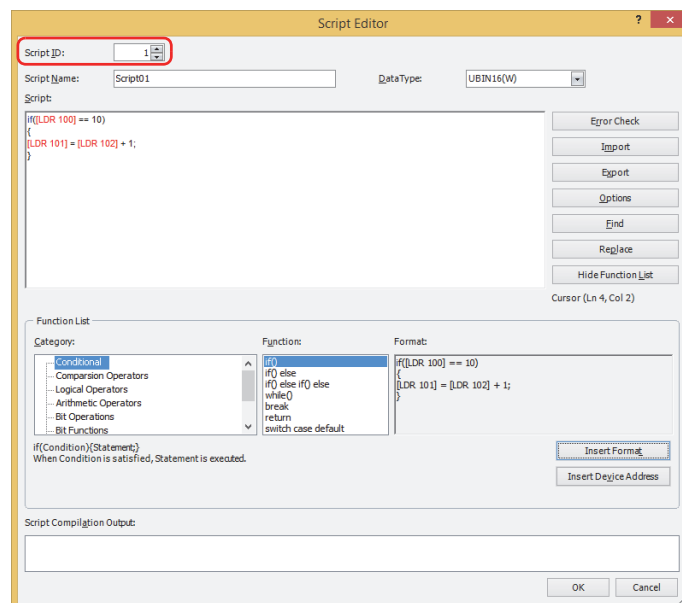 Script Editor
?
×
Script ID:
1
Script Name:
Script01
DataType:
UBIN16(W)
Script:
if([LDR 100] == 10)
{
[LDR 101] = [LDR 102] + 1;
}
Error Check
Import
Export
Options
Find
Replace
Hide Function List
Cursor (Ln 4, Col 2)
Function List
Category:
Function:
Format:
Conditional
Comparsion Operators
Logical Operators
Arithmetic Operators
Bit Operations
Bit Functions
if()
if() else
if() else if() else
while()
break
return
switch case default
if([LDR 100] == 10)
{
[LDR 101] = [LDR 102] + 1;
}
if(Condition){Statement;}
When Condition is satisfied, Statement is executed.
Insert Format
Insert Device Address
Script Compilation Output:
OK
Cancel